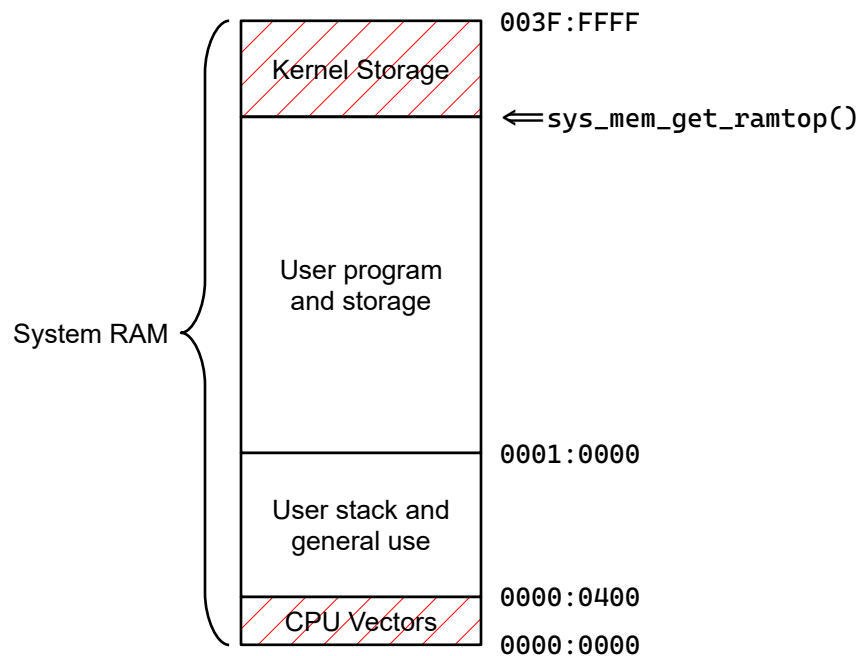 003F:FFFF
Kernel Storage
⟸sys_mem_get_ramtop()
User program
and storage
System RAM
0001:0000
User stack and
general use
0000:0400
CPU Vectors
0000:0000